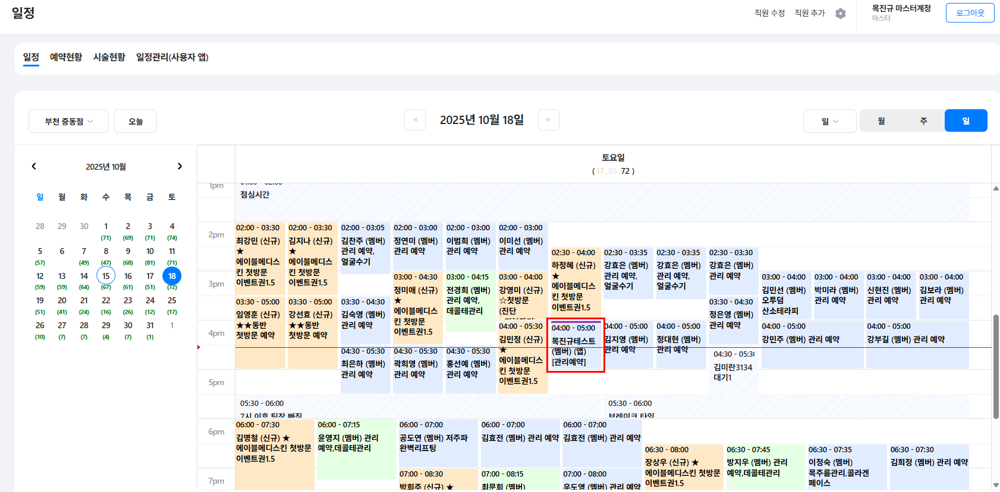 일정
직원 수정 직원 추가
목진규 마스터계정
마스터
로그아웃
일정 예약현황 시술현황 일정관리(사용자 앱)
부천 중동점
오늘
2025년 10월 18일
일
월 주 일
2025년 10월
일 월 화 수 목 금 토
28 29 30 1 2 3 4
(71) (69) (71) (74)
5 6 7 8 9 10 11
(57) (49) (47) (68) (81) (71)
12 13 14 15 16 17 18
(59) (59) (64) (67) (61) (51) (72)
19 20 21 22 23 24 25
(51) (41) (24) (16) (26) (12) (17)
26 27 28 29 30 31 1
(10) (7) (7) (4) (7) (1)
토요일
( 17 ,55 ,72 )
1pm
점심시간
2pm
02:00 - 03:30
최강민 (신규)
★
에이블메디스
킨 첫방문
이벤트권1.5
02:00 - 03:30
김지나 (신규)
★
에이블메디스
킨 첫방문
이벤트권1.5
02:00 - 03:05
김찬주 (멤버)
관리 예약,
얼굴수기
02:00 - 03:00
정연미 (멤버)
관리 예약
02:00 - 03:00
이범희 (멤버)
관리 예약
02:00 - 03:00
이미선 (멤버)
관리 예약
02:30 - 04:00
하정혜 (신규)
★
에이블메디스
킨 첫방문
이벤트권1.5
02:30 - 03:35
강효은 (멤버)
관리 예약,
얼굴수기
02:30 - 03:35
강효은 (멤버)
관리 예약,
얼굴수기
02:30 - 03:30
강효은 (멤버)
관리 예약
3pm
03:00 - 04:30
정미애 (신규)
★
에이블메디스
킨 첫방문
이벤트권1.5
03:00 - 04:15
전경희 (멤버)
관리 예약,
데콜테관리
03:00 - 04:00
강영미 (신규)
☆첫방문
(진단
03:00 - 04:00
김민선 (멤버)
오투덤
산소테라피
03:00 - 04:00
박미라 (멤버)
관리 예약
03:00 - 04:00
신현진 (멤버)
관리 예약
03:00 - 04:00
김보라 (멤버)
관리 예약
03:30 - 05:00
임영훈 (신규)
★★동반
첫방문 예약
03:30 - 05:00
강선효 (신규)
★★동반
첫방문 예약
03:30 - 04:30
김숙영 (멤버)
관리 예약
03:30 - 04:30
정은영 (멤버)
관리 예약
4pm
04:00 - 05:30
김민정 (신규)
★
에이블메디스
킨 첫방문
이벤트권1.5
04:00 - 05:00
목진규테스트
(멤버) (앱)
[관리예약]
04:00 - 05:00
김지영 (멤버)
관리 예약
04:00 - 05:00
정대현 (멤버)
관리 예약
04:00 - 05:00
강민주 (멤버) 관리 예약
04:00 - 05:00
강부길 (멤버) 관리 예약
04:30 - 05:30
최은하 (멤버)
관리 예약
04:30 - 05:30
곽희영 (멤버)
관리 예약
04:30 - 05:30
홍선예 (멤버)
관리 예약
04:30 - 05:30
김미란3134
대기1
5pm
05:30 - 06:00
7시 이후 팀장 빠짐
05:30 - 06:00
브레이크 타임
6pm
06:00 - 07:30
김명철 (신규) ★
에이블메디스킨 첫방문
이벤트권1.5
06:00 - 07:15
윤영지 (멤버) 관리
예약,데콜테관리
06:00 - 07:00
공도연 (멤버) 저주파
완벽리프팅
06:00 - 07:00
김효전 (멤버) 관리 예약
06:00 - 07:00
김효전 (멤버) 관리 예약
06:30 - 08:00
장상우 (신규) ★
에이블메디스킨 첫방문
이벤트권1.5
06:30 - 07:45
방지우 (멤버) 관리
예약,데콜테관리
06:30 - 07:35
이정숙 (멤버)
목주름관리,콜라겐
페이스
06:30 - 07:30
김희정 (멤버) 관리 예약
7pm
07:00 - 08:30
박희주 (신규) ★
07:00 - 08:15
최문희 (멤버)
07:00 - 08:00
우도영 (멤버) 관리 예약